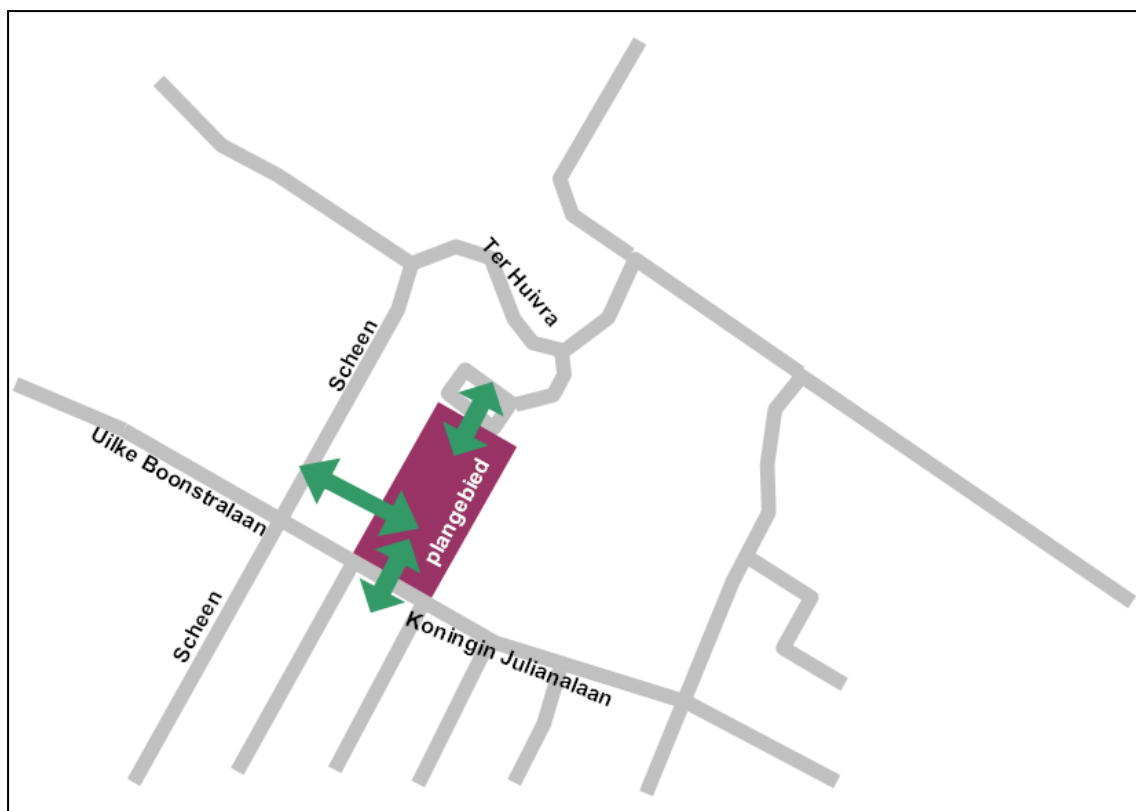 Ter Huivra
Scheen
Uilke Boonstralaan
plangebied
Scheen
Koningin Julianalaan